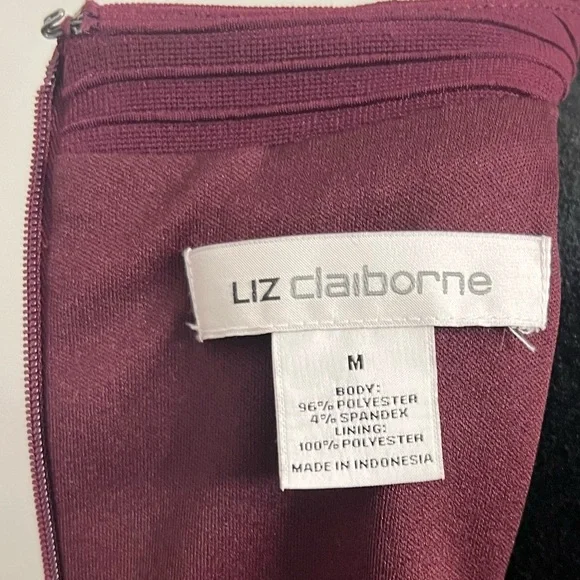 LIZ claiborne
M
BODY:
96% POLYESTER
4% SPANDEX
LINING:
100% POLYESTER
MADE IN INDONESIA